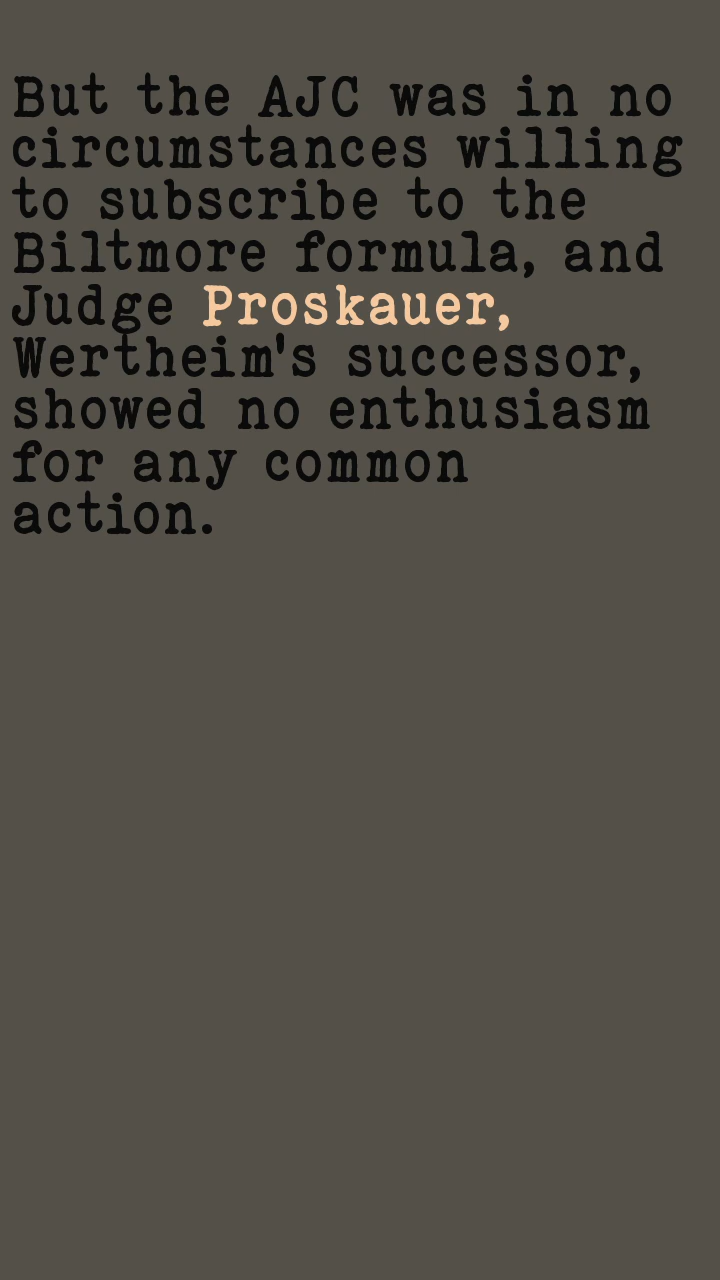 But the AJC was in no
circumstances willing
to subscribe to the
Biltmore formula, and
Judge Proskauer,
Wertheim's successor,
showed no enthusiasm
for any common
action.